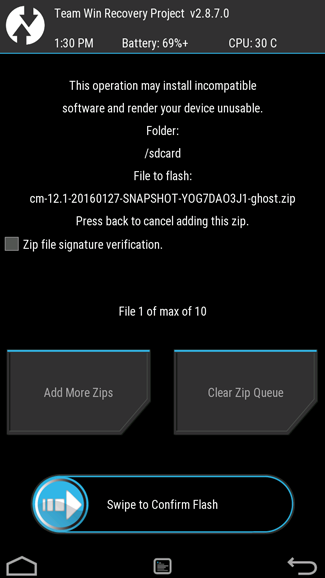 Team Win Recovery Project v2.8.7.0
1:30 PM Battery: 69%+ CPU: 30 C
This operation may install incompatible
software and render your device unusable.
Folder:
/sdcard
File to flash:
cm-12.1-20160127-SNAPSHOT-YOG7DAO3J1-ghost.zip
Press back to cancel adding this zip.
Zip file signature verification.
File 1 of max of 10
Add More Zips Clear Zip Queue
Swipe to Confirm Flash